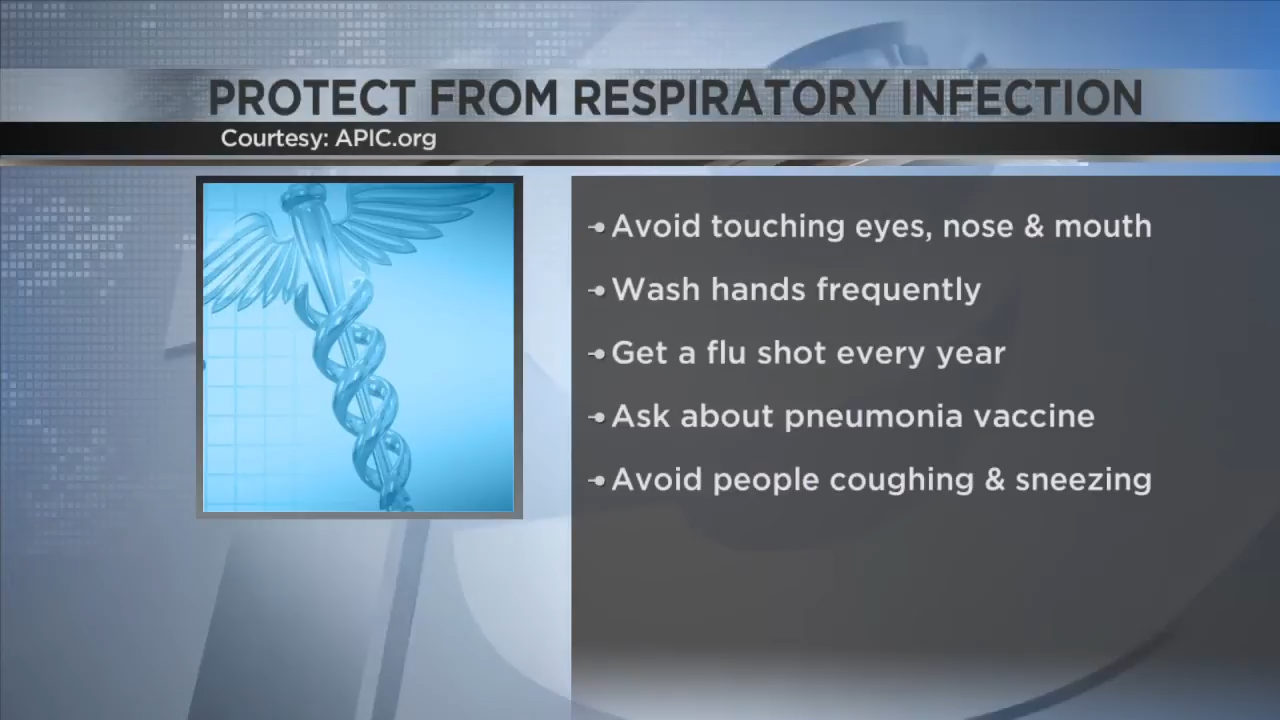 PROTECT FROM RESPIRATORY INFECTION
Courtesy: APIC.org
Avoid touching eyes, nose & mouth
Wash hands frequently
Get a flu shot every year
Ask about pneumonia vaccine
Avoid people coughing & sneezing